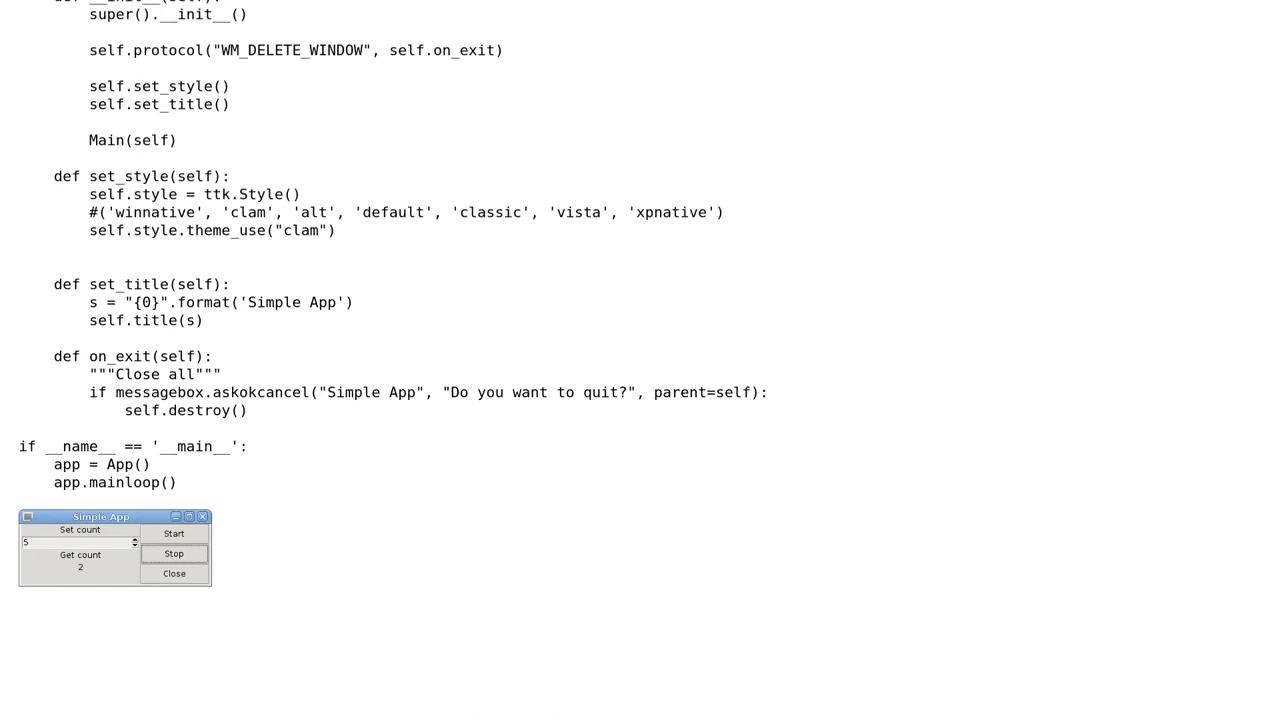 def __init__(self):
super().__init__()
self.protocol("WM_DELETE_WINDOW", self.on_exit)
self.set_style()
self.set_title()
Main(self)
def set_style(self):
self.style = ttk.Style()
#('winnative', 'clam', 'alt', 'default', 'classic', 'vista', 'xpnative')
self.style.theme_use("clam")
def set_title(self):
s = "{0}".format('Simple App')
self.title(s)
def on_exit(self):
"""Close all"""
if messagebox.askokcancel("Simple App", "Do you want to quit?", parent=self):
self.destroy()
if __name__ == '__main__':
app = App()
app.mainloop()
Simple App
Set count
5
Get count
2
Start
Stop
Close